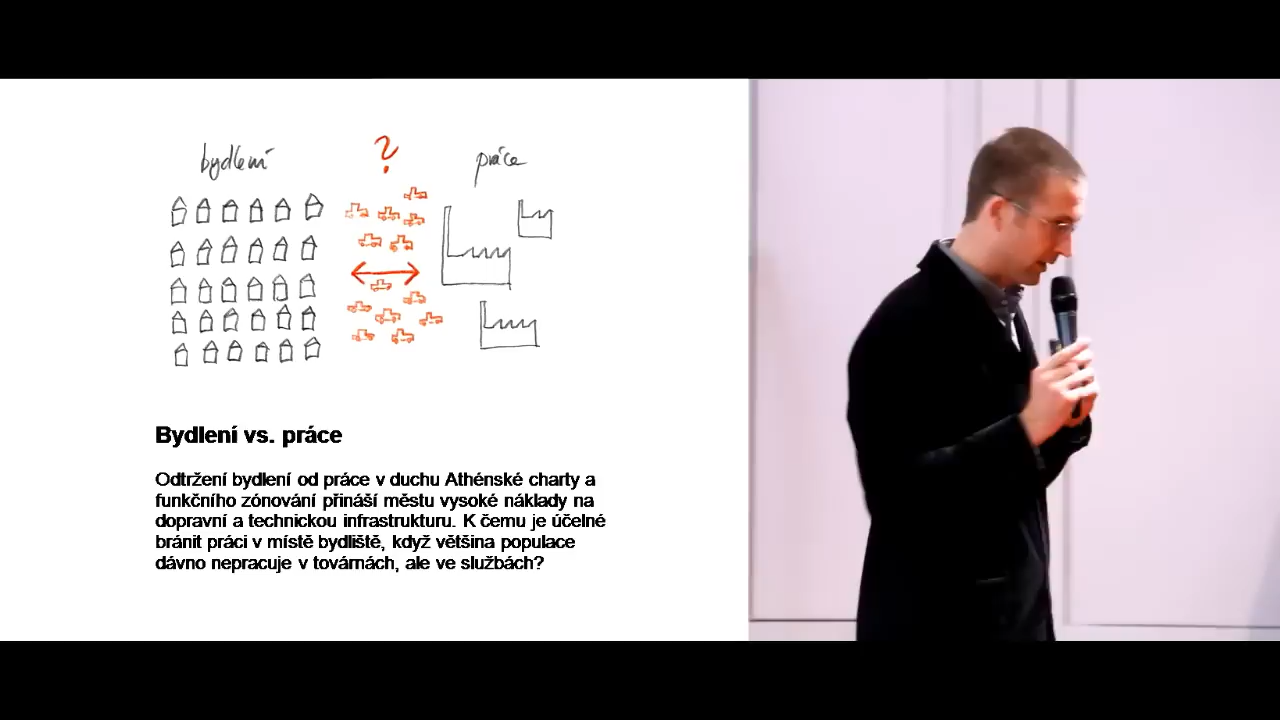 bydlení ? práce
Bydlení vs. práce
Odtržení bydlení od práce v duchu Athénské charty a
funkčního zónování přináší městu vysoké náklady na
dopravní a technickou infrastrukturu. K čemu je účelné
bránit práci v místě bydliště, když většina populace
dávno nepracuje v továrnách, ale ve službách?